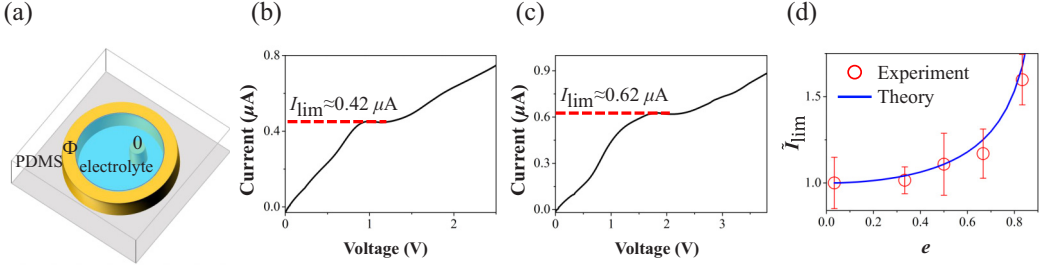 (a)
Φ
0
PDMS
electrolyte
(b)
0.8
0.4
0.0
Current (μA)
I_lim≈0.42 μA
0
1
2
Voltage (V)
(c)
0.9
0.6
0.3
0.0
Current (μA)
I_lim≈0.62 μA
0
1
2
3
Voltage (V)
(d)
1.5
1.0
Ĩ_lim
Experiment
Theory
0.0
0.2
0.4
0.6
0.8
e